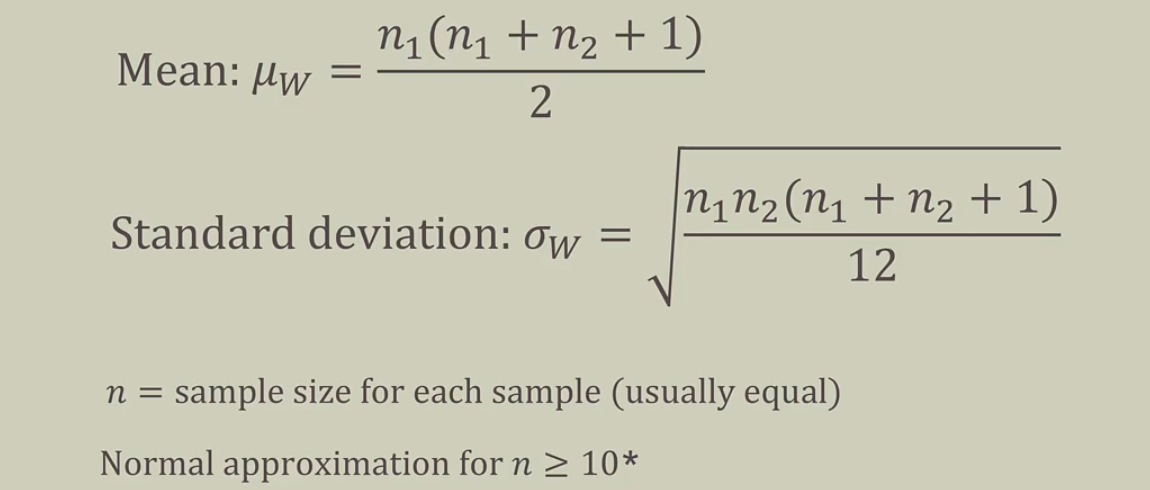 Mean: μ_W = n₁(n₁ + n₂ + 1) / 2
Standard deviation: σ_W = √(n₁n₂(n₁ + n₂ + 1) / 12)
n = sample size for each sample (usually equal)
Normal approximation for n ≥ 10*